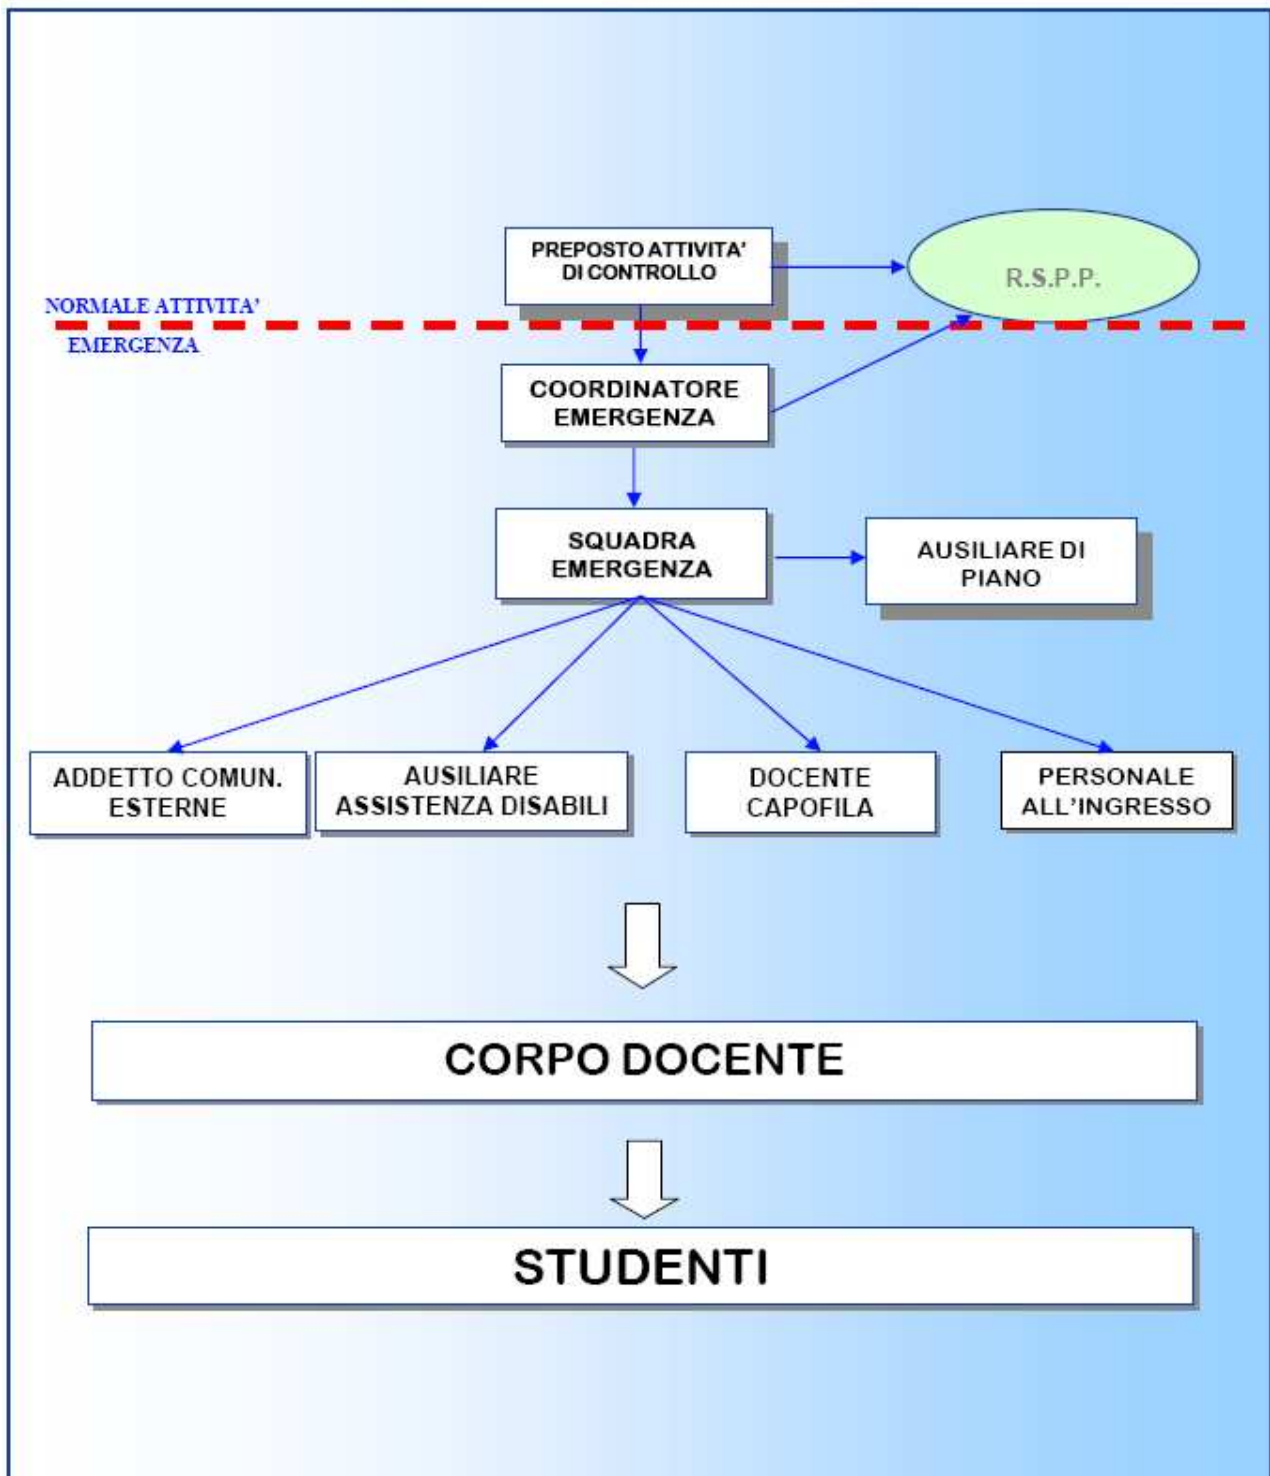 PREPOSTO ATTIVITA'
DI CONTROLLO
R.S.P.P.
NORMALE ATTIVITA'
EMERGENZA
COORDINATORE
EMERGENZA
SQUADRA
EMERGENZA
AUSILIARE DI
PIANO
ADDETTO COMUN.
ESTERNE
AUSILIARE
ASSISTENZA DISABILI
DOCENTE
CAPOFILA
PERSONALE
ALL'INGRESSO
CORPO DOCENTE
STUDENTI